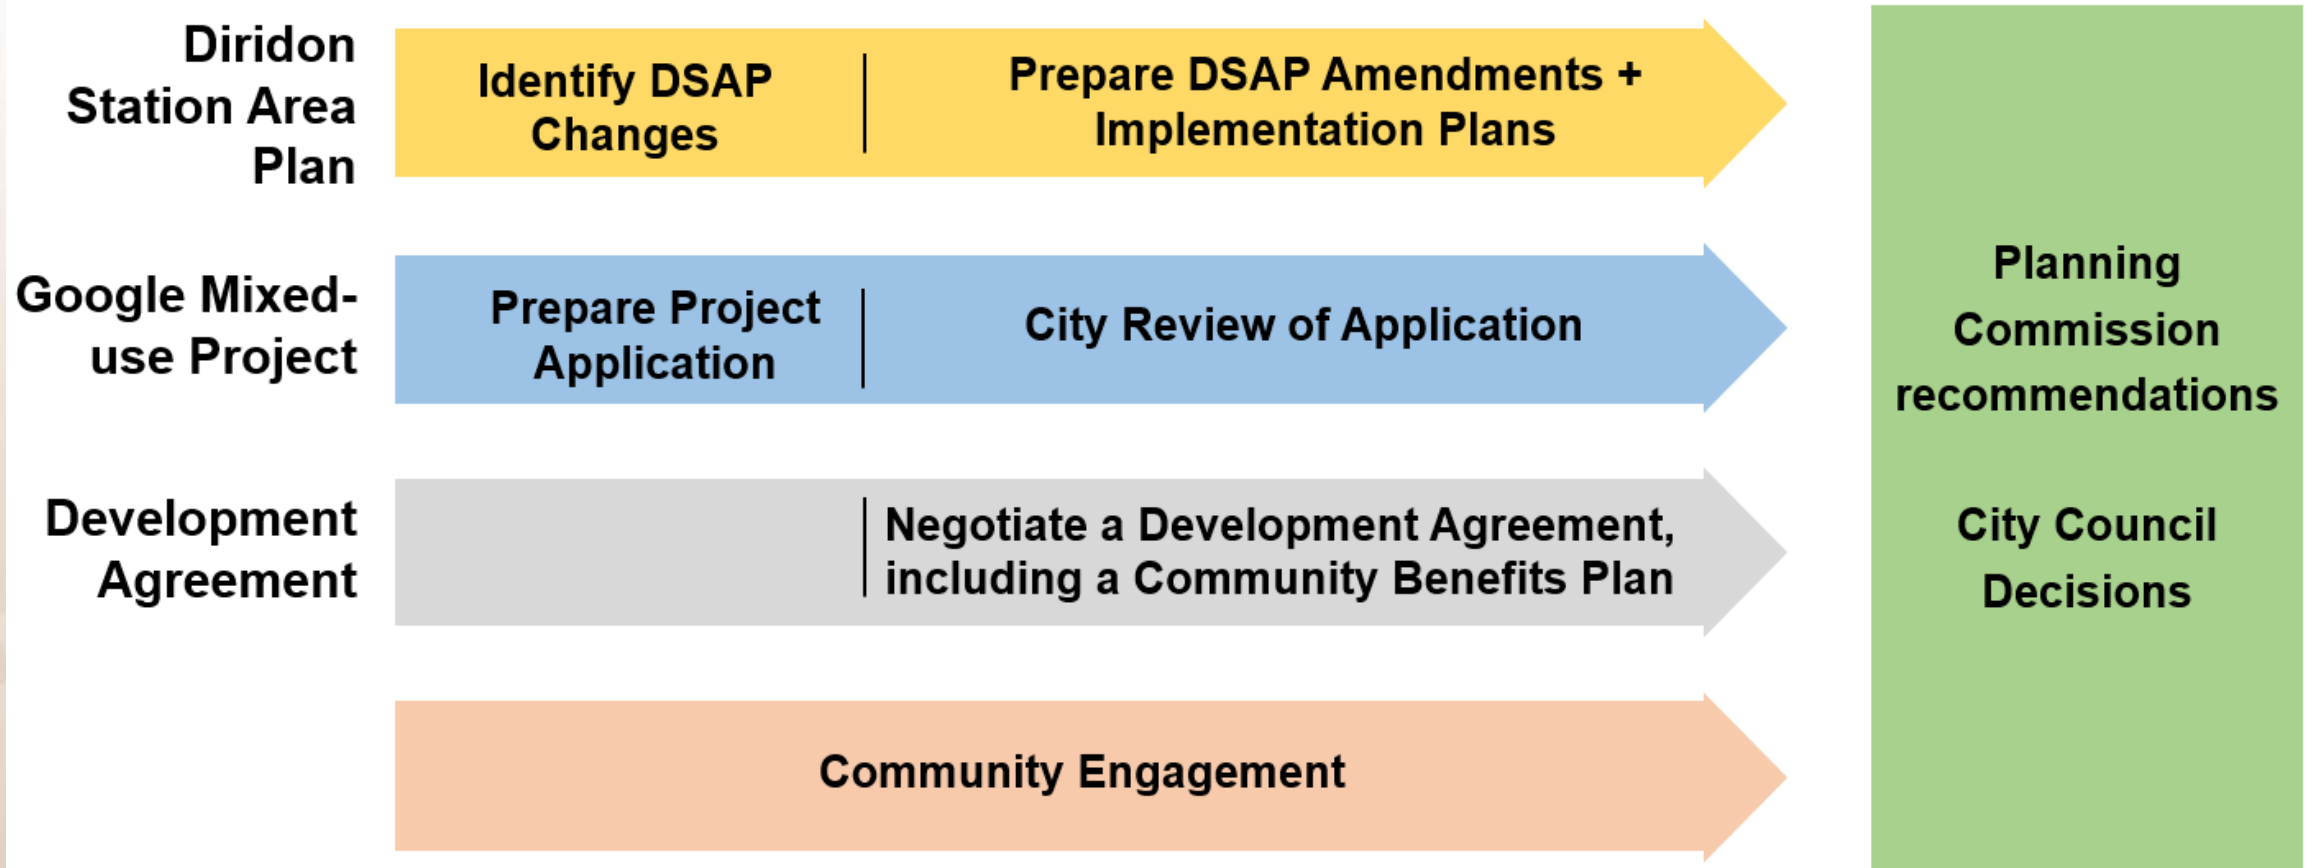 Diridon
Station Area
Plan
Identify DSAP
Changes
Prepare DSAP Amendments +
Implementation Plans
Google Mixed-
use Project
Prepare Project
Application
City Review of Application
Development
Agreement
Negotiate a Development Agreement,
including a Community Benefits Plan
Community Engagement
Planning
Commission
recommendations
City Council
Decisions